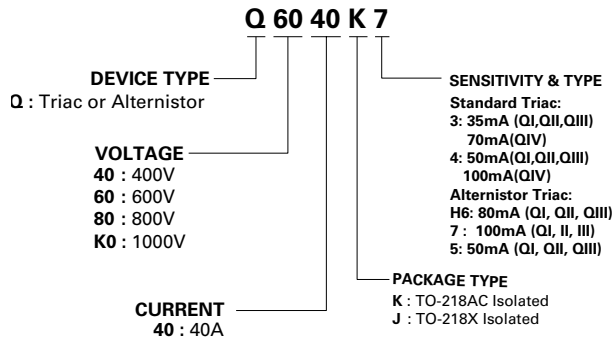 Q 60 40 K 7
DEVICE TYPE
Q : Triac or Alternistor
VOLTAGE
40 : 400V
60 : 600V
80 : 800V
K0 : 1000V
CURRENT
40 : 40A
SENSITIVITY & TYPE
Standard Triac:
3: 35mA (QI,QII,QIII)
70mA(QIV)
4: 50mA(QI,QII,QIII)
100mA(QIV)
Alternistor Triac:
H6: 80mA (QI, QII, QIII)
7 : 100mA (QI, II, III)
5: 50mA (QI, QII, QIII)
PACKAGE TYPE
K : TO-218AC Isolated
J : TO-218X Isolated